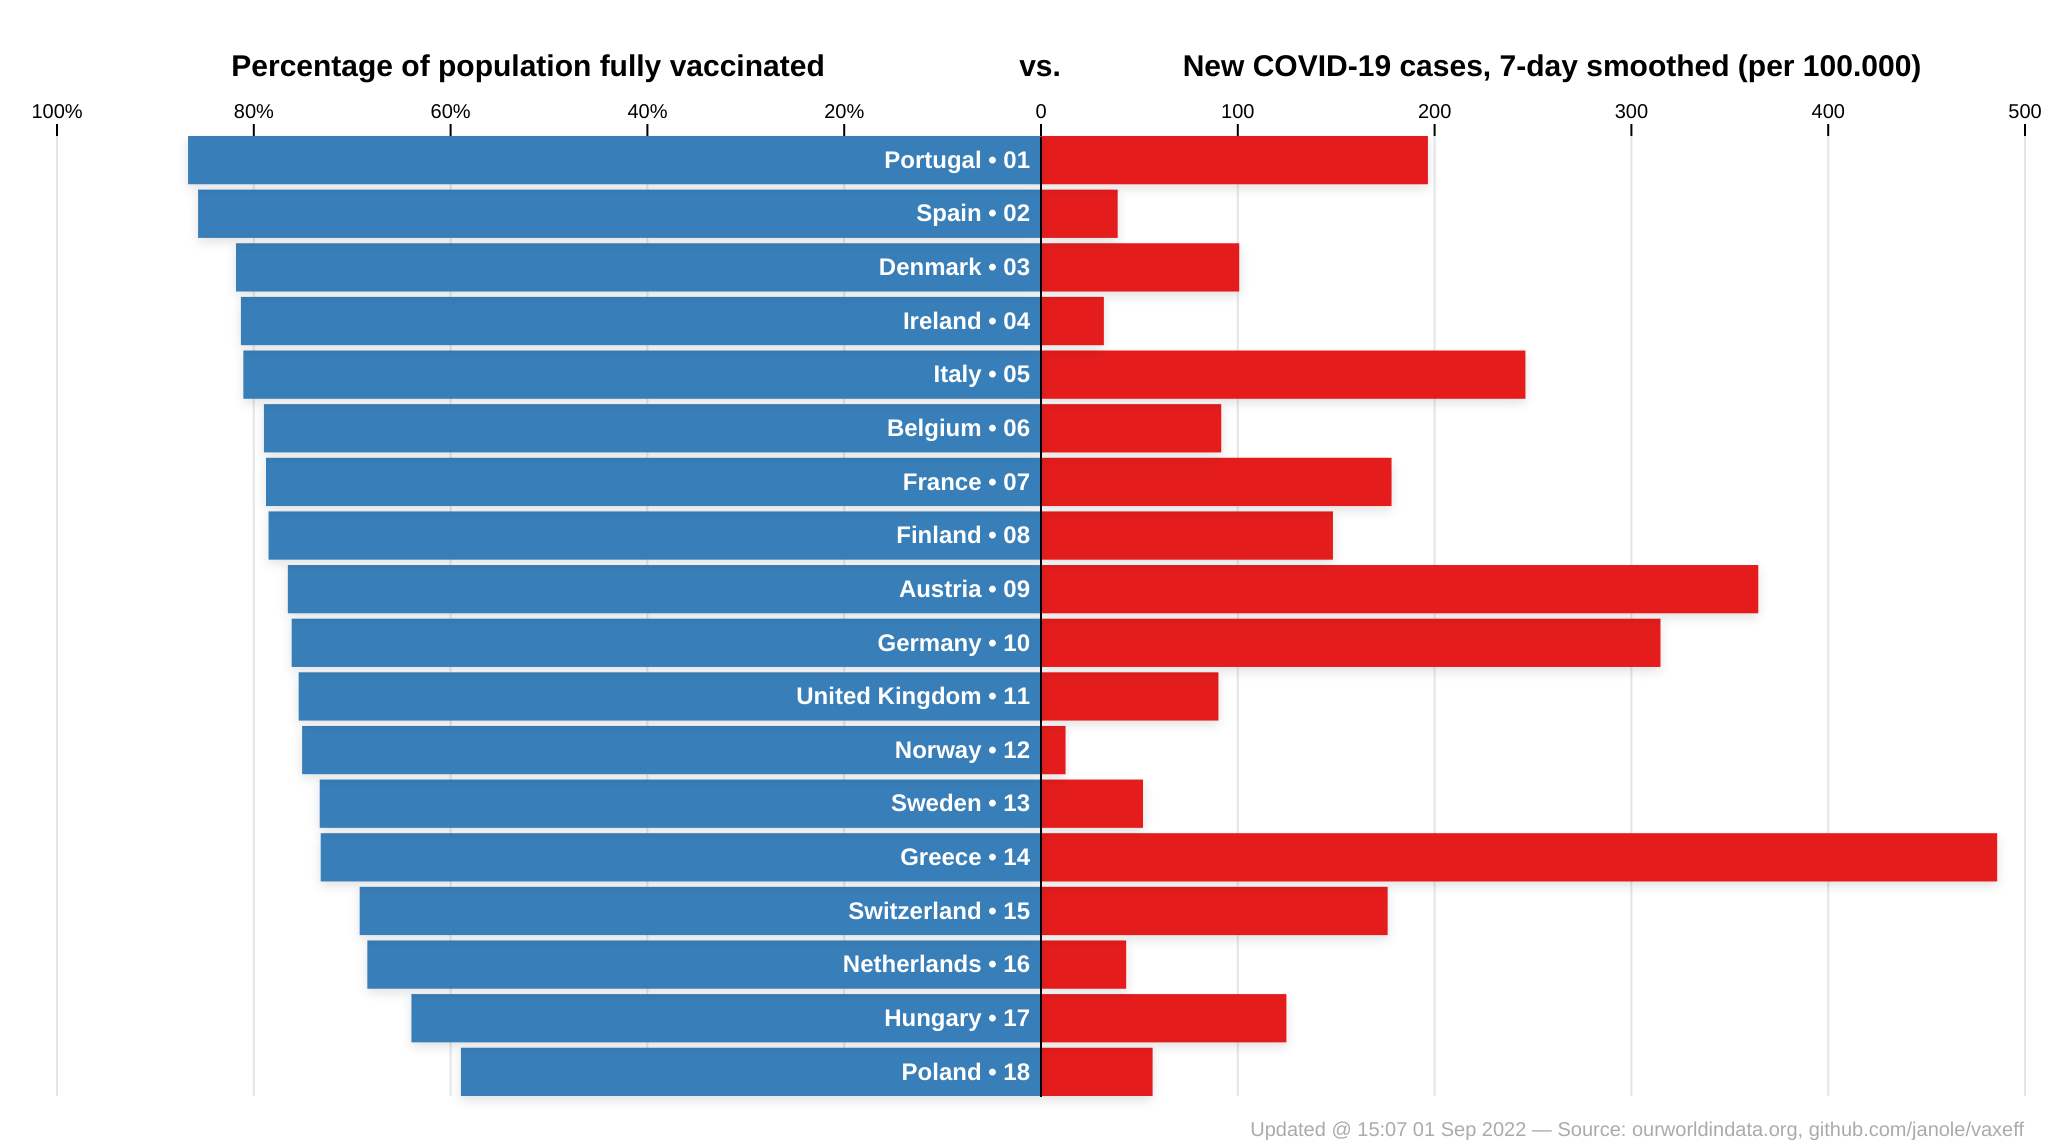 Percentage of population fully vaccinated vs. New COVID-19 cases, 7-day smoothed (per 100.000)
100% 80% 60% 40% 20% 0 100 200 300 400 500
Portugal • 01
Spain • 02
Denmark • 03
Ireland • 04
Italy • 05
Belgium • 06
France • 07
Finland • 08
Austria • 09
Germany • 10
United Kingdom • 11
Norway • 12
Sweden • 13
Greece • 14
Switzerland • 15
Netherlands • 16
Hungary • 17
Poland • 18
Updated @ 15:07 01 Sep 2022 — Source: ourworldindata.org, github.com/janole/vaxeff